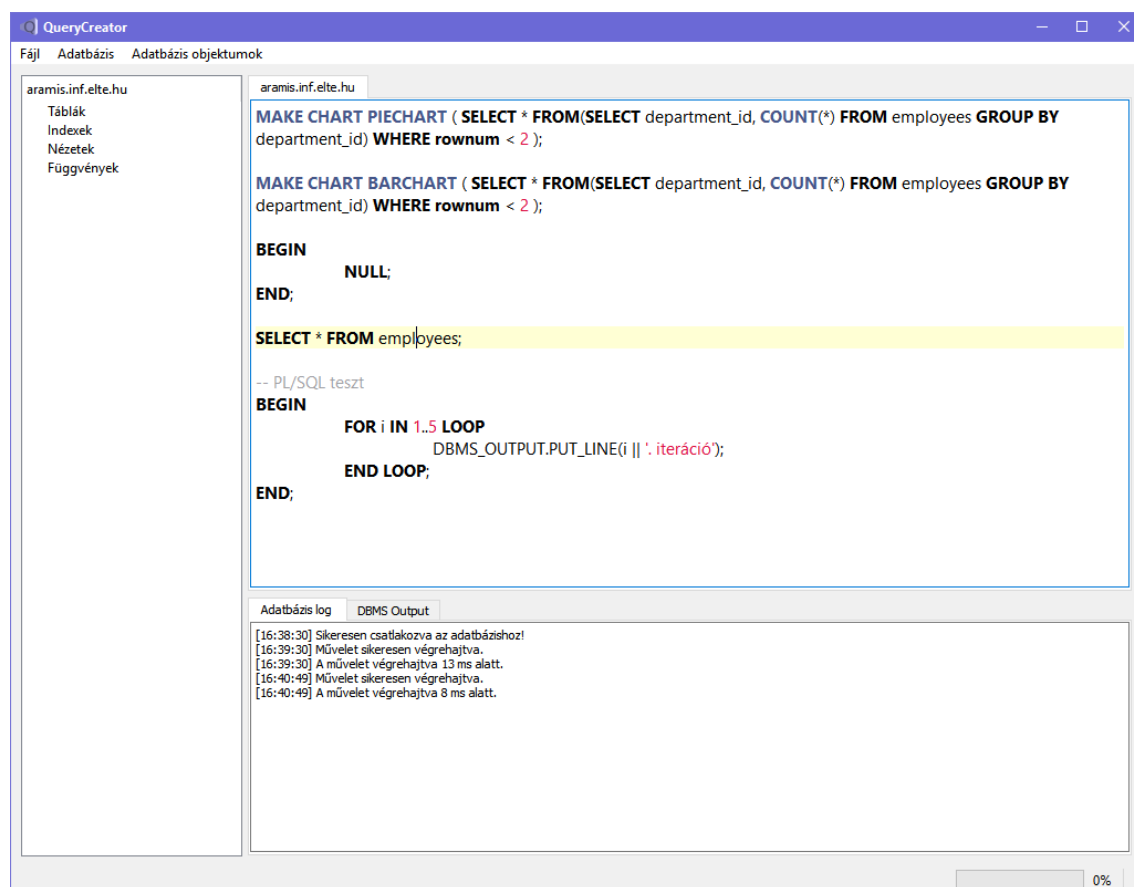 QueryCreator
Fájl Adatbázis Adatbázis objektumok
aramis.inf.elte.hu
Táblák
Indexek
Nézetek
Függvények
aramis.inf.elte.hu
MAKE CHART PIECHART ( SELECT * FROM(SELECT department_id, COUNT(*) FROM employees GROUP BY
department_id) WHERE rownum < 2 );
MAKE CHART BARCHART ( SELECT * FROM(SELECT department_id, COUNT(*) FROM employees GROUP BY
department_id) WHERE rownum < 2 );
BEGIN
NULL;
END;
SELECT * FROM employees;
-- PL/SQL teszt
BEGIN
FOR i IN 1..5 LOOP
DBMS_OUTPUT.PUT_LINE(i || '. iteráció');
END LOOP;
END;
Adatbázis log DBMS Output
[16:38:30] Sikeresen csatlakozva az adatbázishoz!
[16:39:30] Művelet sikeresen végrehajtva.
[16:39:30] A művelet végrehajtva 13 ms alatt.
[16:40:49] Művelet sikeresen végrehajtva.
[16:40:49] A művelet végrehajtva 8 ms alatt.
0%